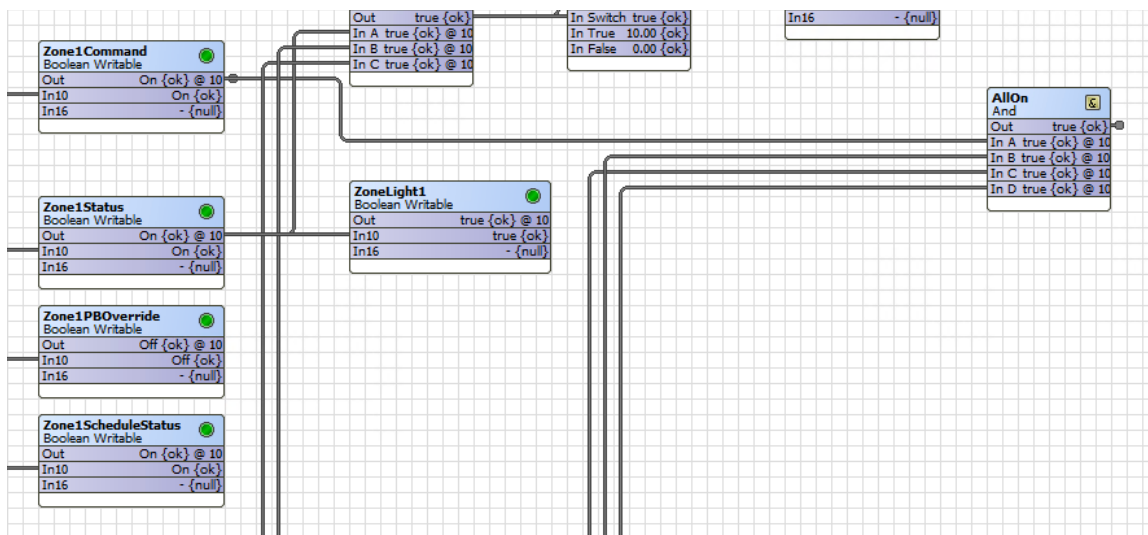 Out true {ok}
In A true {ok} @ 10
In B true {ok} @ 10
In C true {ok} @ 10
In Switch true {ok}
In True 10.00 {ok}
In False 0.00 {ok}
In16 - {null}
Zone1Command
Boolean Writable
Out On {ok} @ 10
In10 On {ok}
In16 - {null}
AllOn
And
&
Out true {ok}
In A true {ok} @ 10
In B true {ok} @ 10
In C true {ok} @ 10
In D true {ok} @ 10
Zone1Status
Boolean Writable
Out On {ok} @ 10
In10 On {ok}
In16 - {null}
ZoneLight1
Boolean Writable
Out true {ok} @ 10
In10 true {ok}
In16 - {null}
Zone1PBOverride
Boolean Writable
Out Off {ok} @ 10
In10 Off {ok}
In16 - {null}
Zone1ScheduleStatus
Boolean Writable
Out On {ok} @ 10
In10 On {ok}
In16 - {null}